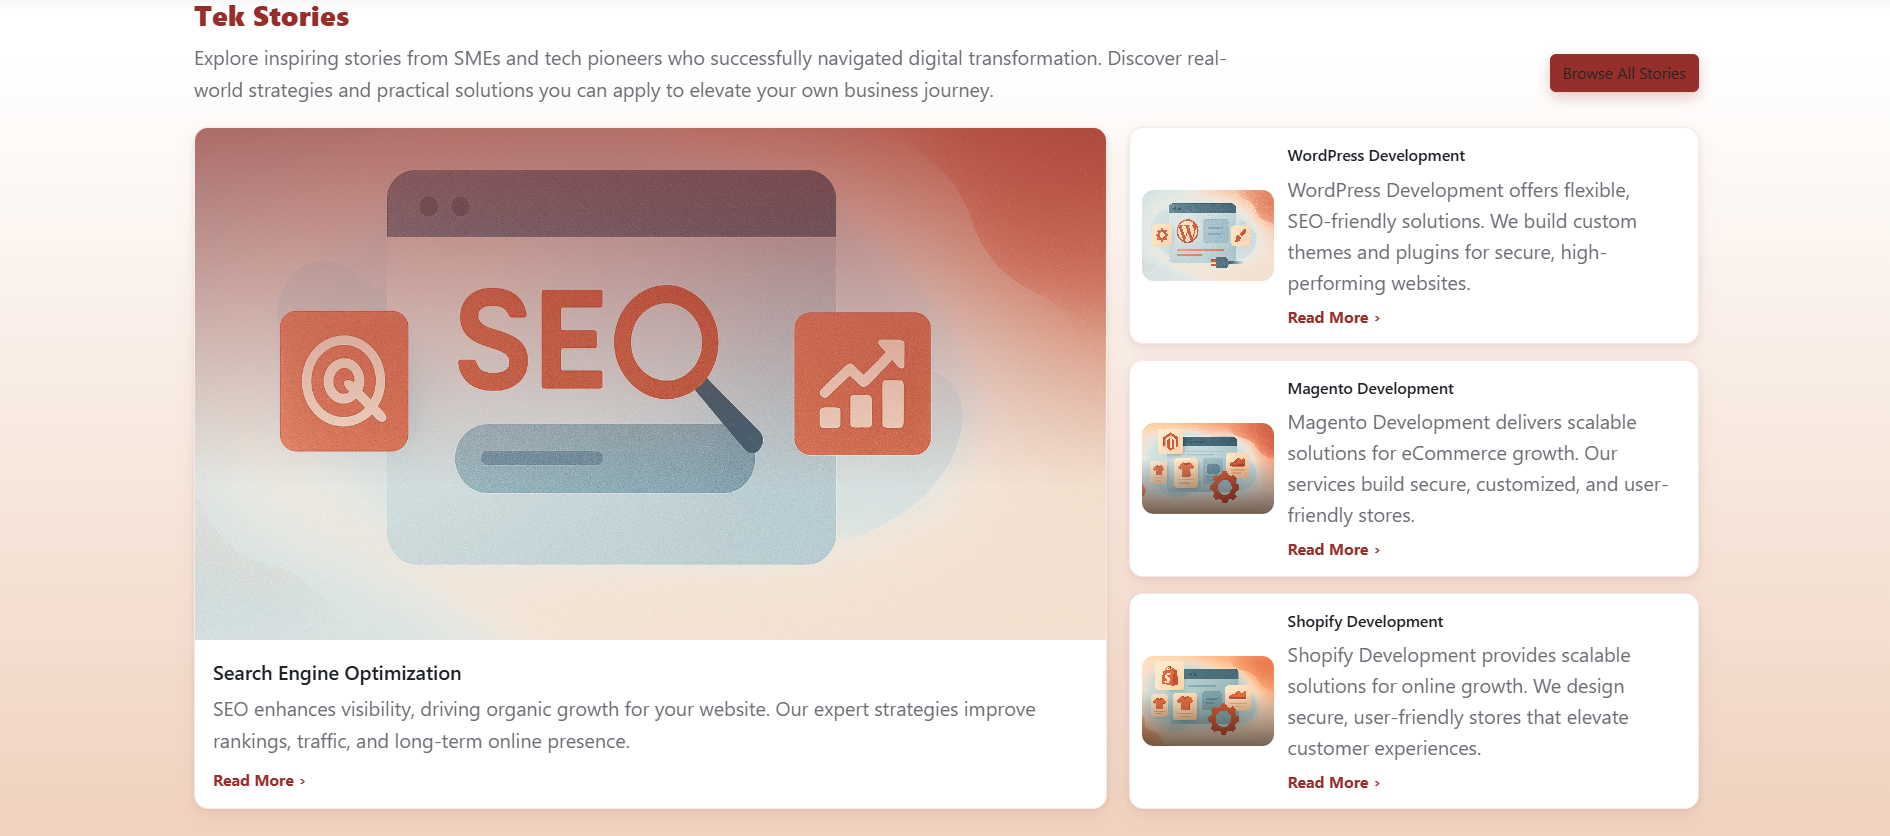 Tek Stories
Explore inspiring stories from SMEs and tech pioneers who successfully navigated digital transformation. Discover real-
world strategies and practical solutions you can apply to elevate your own business journey.
Browse All Stories
SEO
Search Engine Optimization
SEO enhances visibility, driving organic growth for your website. Our expert strategies improve
rankings, traffic, and long-term online presence.
Read More ›
WordPress Development
WordPress Development offers flexible,
SEO-friendly solutions. We build custom
themes and plugins for secure, high-
performing websites.
Read More ›
Magento Development
Magento Development delivers scalable
solutions for eCommerce growth. Our
services build secure, customized, and user-
friendly stores.
Read More ›
Shopify Development
Shopify Development provides scalable
solutions for online growth. We design
secure, user-friendly stores that elevate
customer experiences.
Read More ›